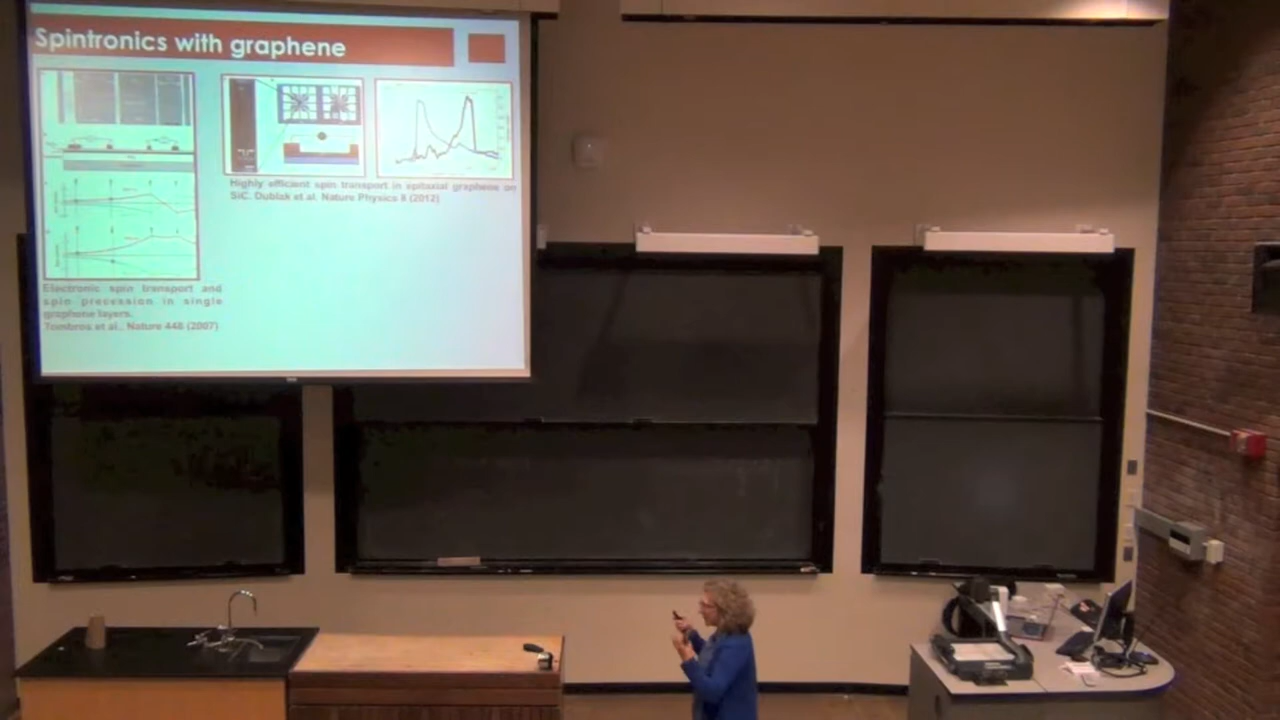 Spintronics with graphene
Highly efficient spin transport in epitaxial graphene on
SiC. Dublak et al. Nature Physics 8 (2012)
Electronic spin transport and
spin precession in single
graphene layers.
Tombros et al., Nature 448 (2007)